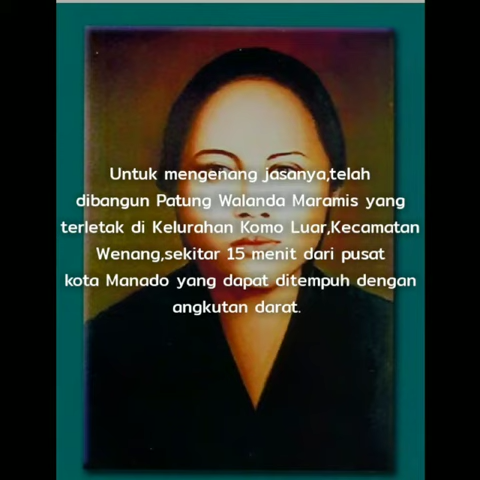 Untuk mengenang jasanya,telah
dibangun Patung Walanda Maramis yang
terletak di Kelurahan Komo Luar,Kecamatan
Wenang,sekitar 15 menit dari pusat
kota Manado yang dapat ditempuh dengan
angkutan darat.